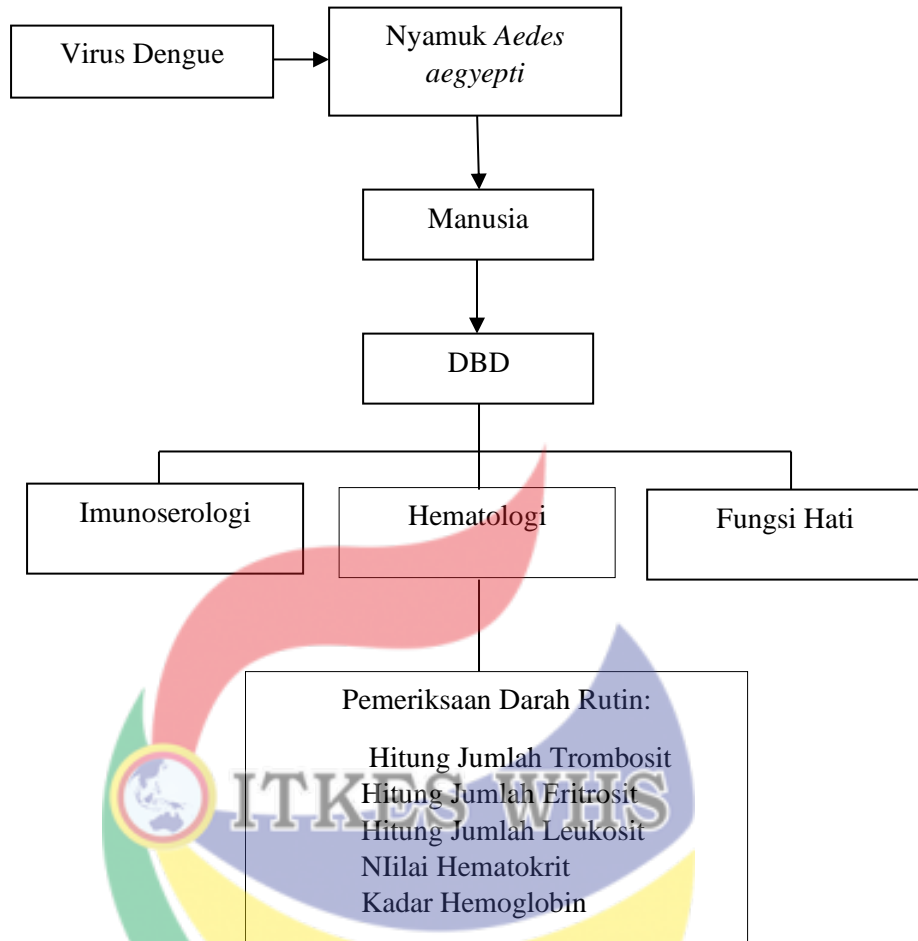 Virus Dengue
Nyamuk Aedes
aegyepti
Manusia
DBD
Imunoserologi
Hematologi
Fungsi Hati
Pemeriksaan Darah Rutin:
Hitung Jumlah Trombosit
Hitung Jumlah Eritrosit
Hitung Jumlah Leukosit
NIilai Hematokrit
Kadar Hemoglobin
ITKES WHS